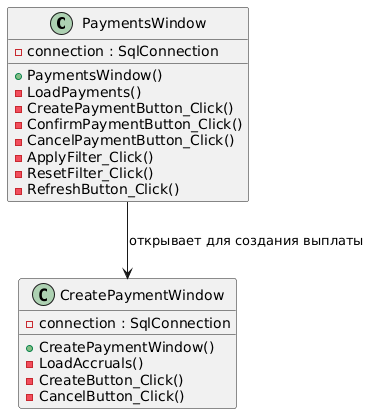 C PaymentsWindow
connection : SqlConnection
PaymentsWindow()
LoadPayments()
CreatePaymentButton_Click()
ConfirmPaymentButton_Click()
CancelPaymentButton_Click()
ApplyFilter_Click()
ResetFilter_Click()
RefreshButton_Click()
открывает для создания выплаты
C CreatePaymentWindow
connection : SqlConnection
CreatePaymentWindow()
LoadAccruals()
CreateButton_Click()
CancelButton_Click()